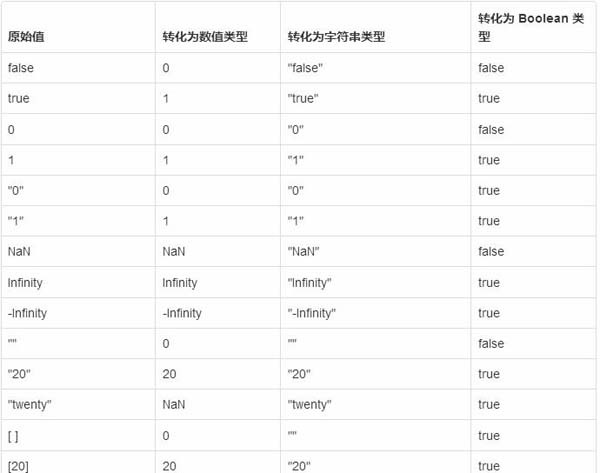 原始值 转化为数值类型 转化为字符串类型 转化为 Boolean 类
型
false 0 "false" false
true 1 "true" true
0 0 "0" false
1 1 "1" true
"0" 0 "0" true
"1" 1 "1" true
NaN NaN "NaN" false
Infinity Infinity "Infinity" true
-Infinity -Infinity "-Infinity" true
"" 0 "" false
"20" 20 "20" true
"twenty" NaN "twenty" true
[ ] 0 "" true
[20] 20 "20" true